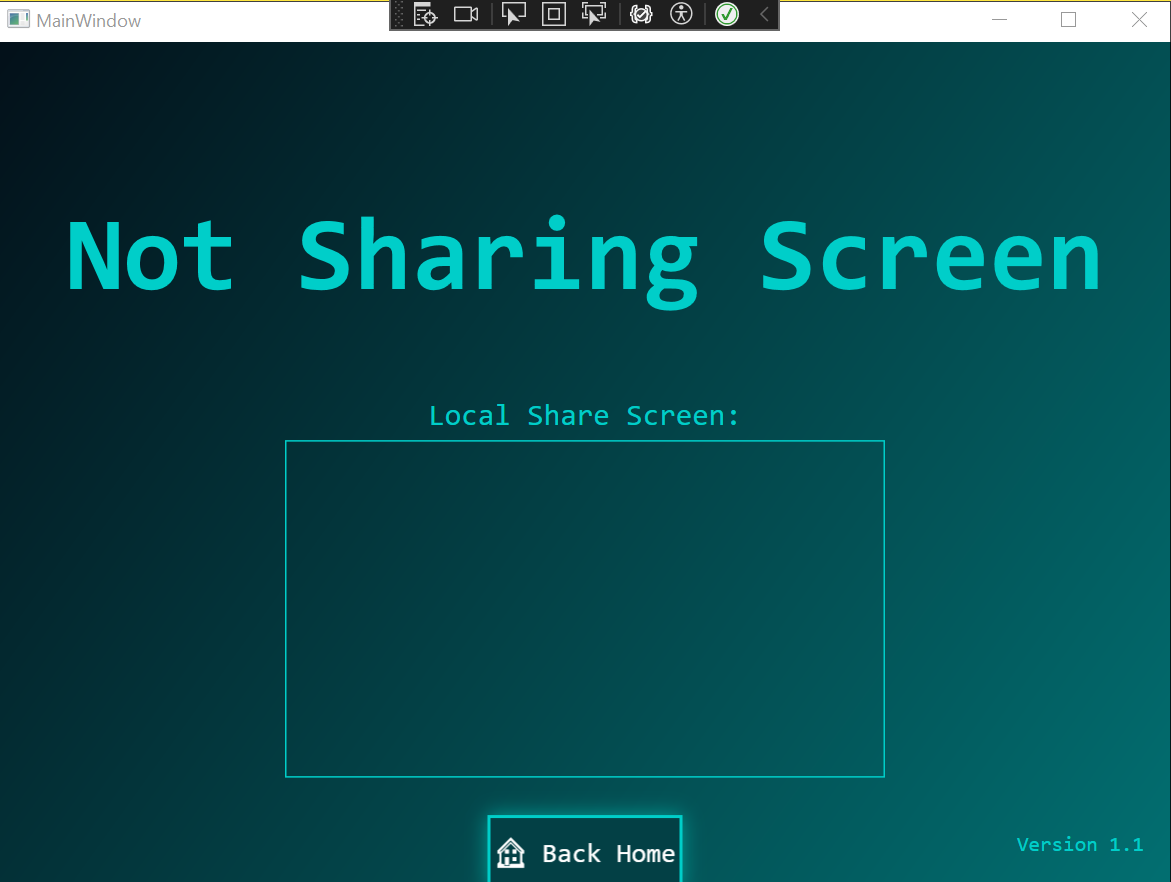 MainWindow
Not Sharing Screen
Local Share Screen:
Back Home
Version 1.1